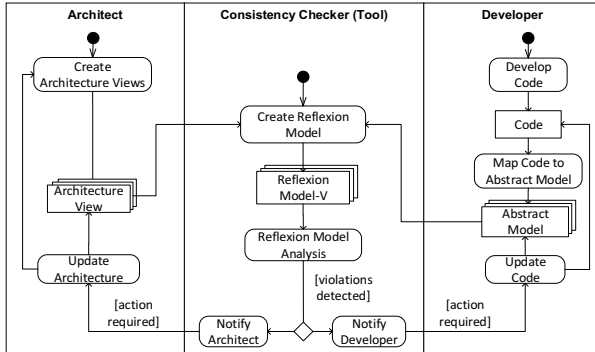 Architect
Consistency Checker (Tool)
Developer
Create
Architecture Views
Develop
Code
Create Reflexion
Model
Code
Map Code to
Abstract Model
Architecture
View
Reflexion
Model-V
Abstract
Model
Reflexion Model
Analysis
Update
Architecture
Update
Code
[violations
detected]
[action
required]
Notify
Architect
Notify
Developer
[action
required]